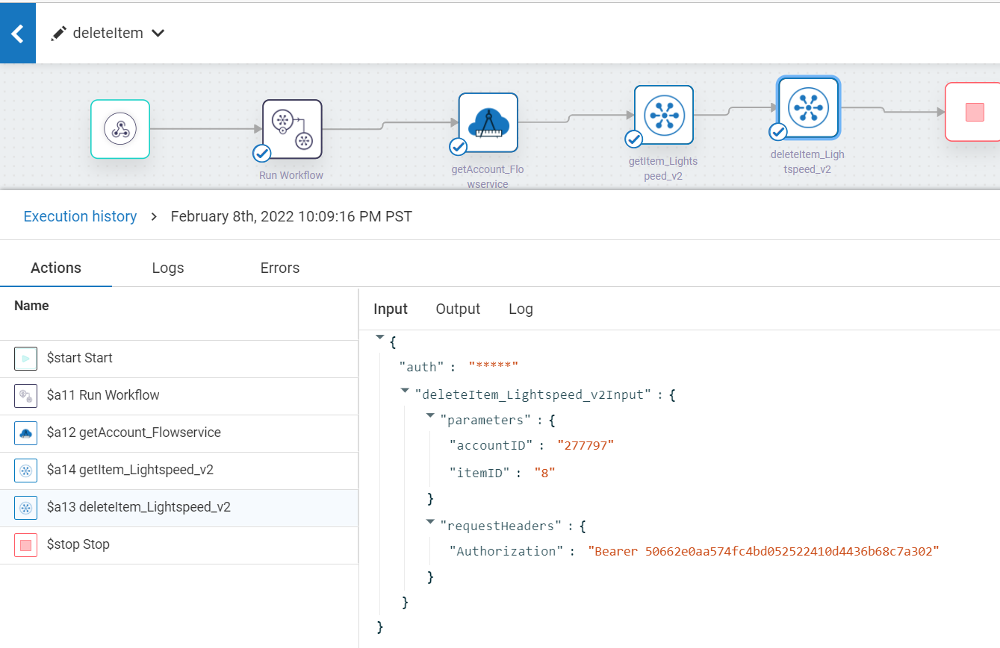 deleteItem
Run Workflow
getAccount_Flo
wservice
getItem_Lights
peed_v2
deleteItem_Ligh
tspeed_v2
Execution history > February 8th, 2022 10:09:16 PM PST
Actions Logs Errors
Name
$start Start
$a11 Run Workflow
$a12 getAccount_Flowservice
$a14 getItem_Lightspeed_v2
$a13 deleteItem_Lightspeed_v2
$stop Stop
Input Output Log
{
"auth" : "*****"
"deleteItem_Lightspeed_v2Input" : {
"parameters" : {
"accountID" : "277797"
"itemID" : "8"
}
"requestHeaders" : {
"Authorization" : "Bearer 50662e0aa574fc4bd052522410d4436b68c7a302"
}
}
}